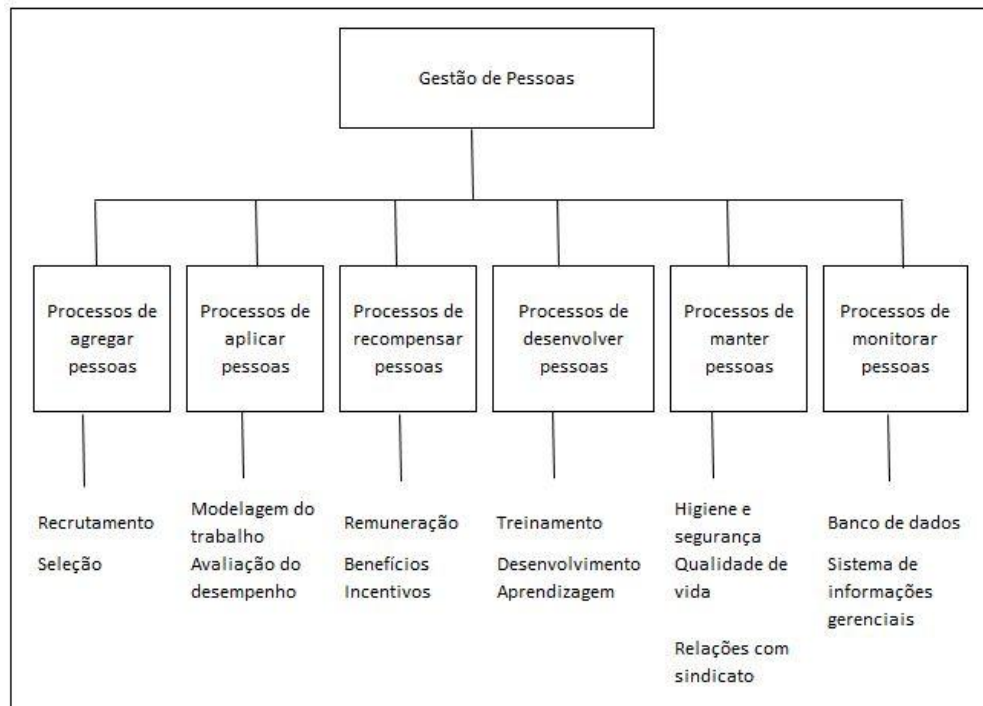 Gestão de Pessoas
Processos de
agregar
pessoas
Processos de
aplicar
pessoas
Processos de
recompensar
pessoas
Processos de
desenvolver
pessoas
Processos de
manter
pessoas
Processos de
monitorar
pessoas
Recrutamento
Seleção
Modelagem do
trabalho
Avaliação do
desempenho
Remuneração
Benefícios
Incentivos
Treinamento
Desenvolvimento
Aprendizagem
Higiene e
segurança
Qualidade de
vida
Relações com
sindicato
Banco de dados
Sistema de
informações
gerenciais